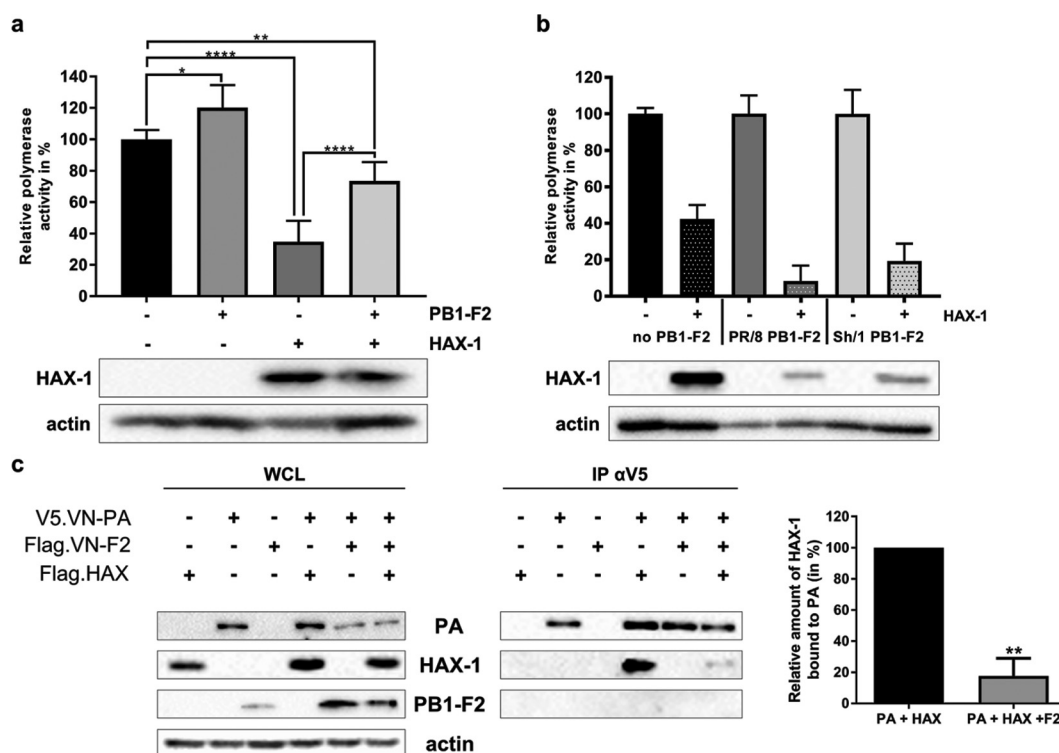 a
Relative polymerase
activity in %
140
120
100
80
60
40
20
0
**
****
*
****
- + - + PB1-F2
- - + + HAX-1
HAX-1
actin
b
Relative polymerase
activity in %
120
100
80
60
40
20
0
- + - + - + HAX-1
no PB1-F2 PR/8 PB1-F2 Sh/1 PB1-F2
HAX-1
actin
c
WCL IP αV5
V5.VN-PA - + - + + + - + - + + +
Flag.VN-F2 - - + - + + - - + - + +
Flag.HAX + - - + - + + - - + - +
PA
HAX-1
PB1-F2
actin
Relative amount of HAX-1
bound to PA (in %)
100
80
60
40
20
0
**
PA + HAX PA + HAX +F2